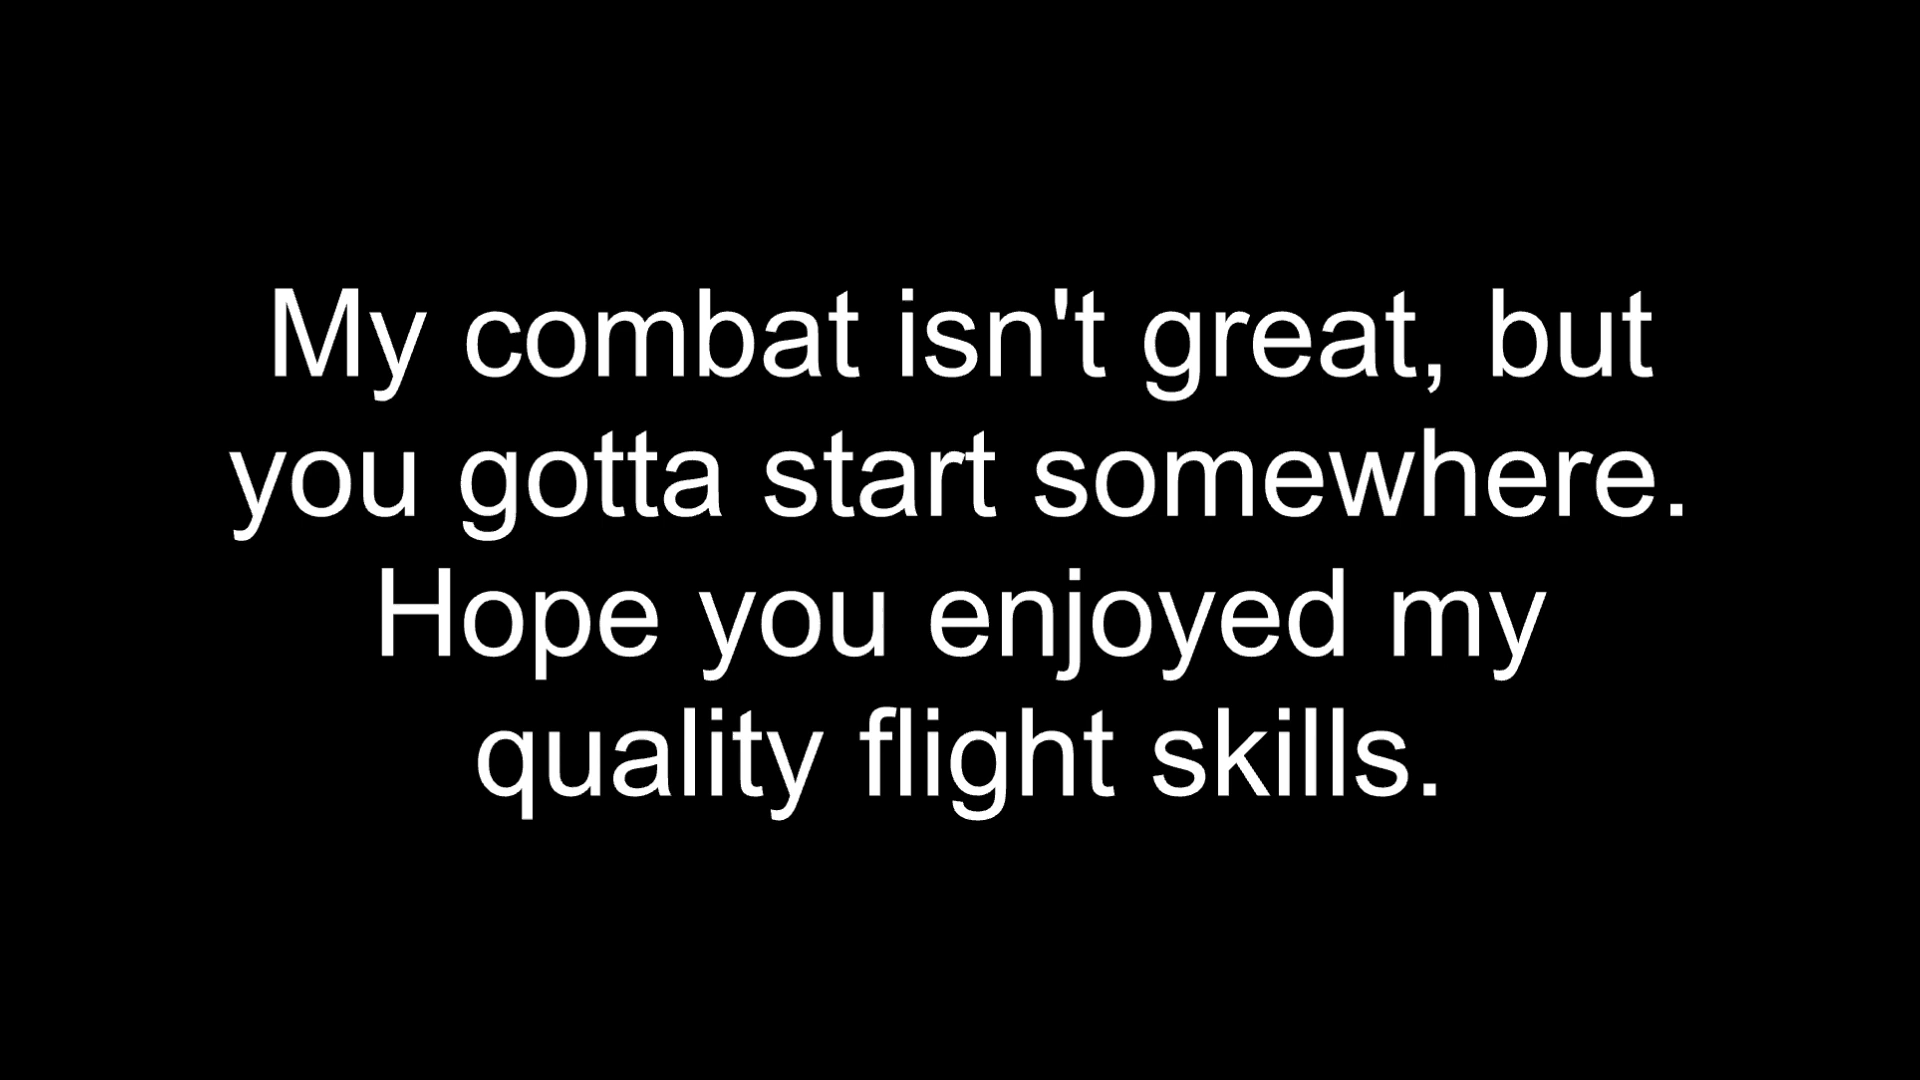 My combat isn't great, but
you gotta start somewhere.
Hope you enjoyed my
quality flight skills.